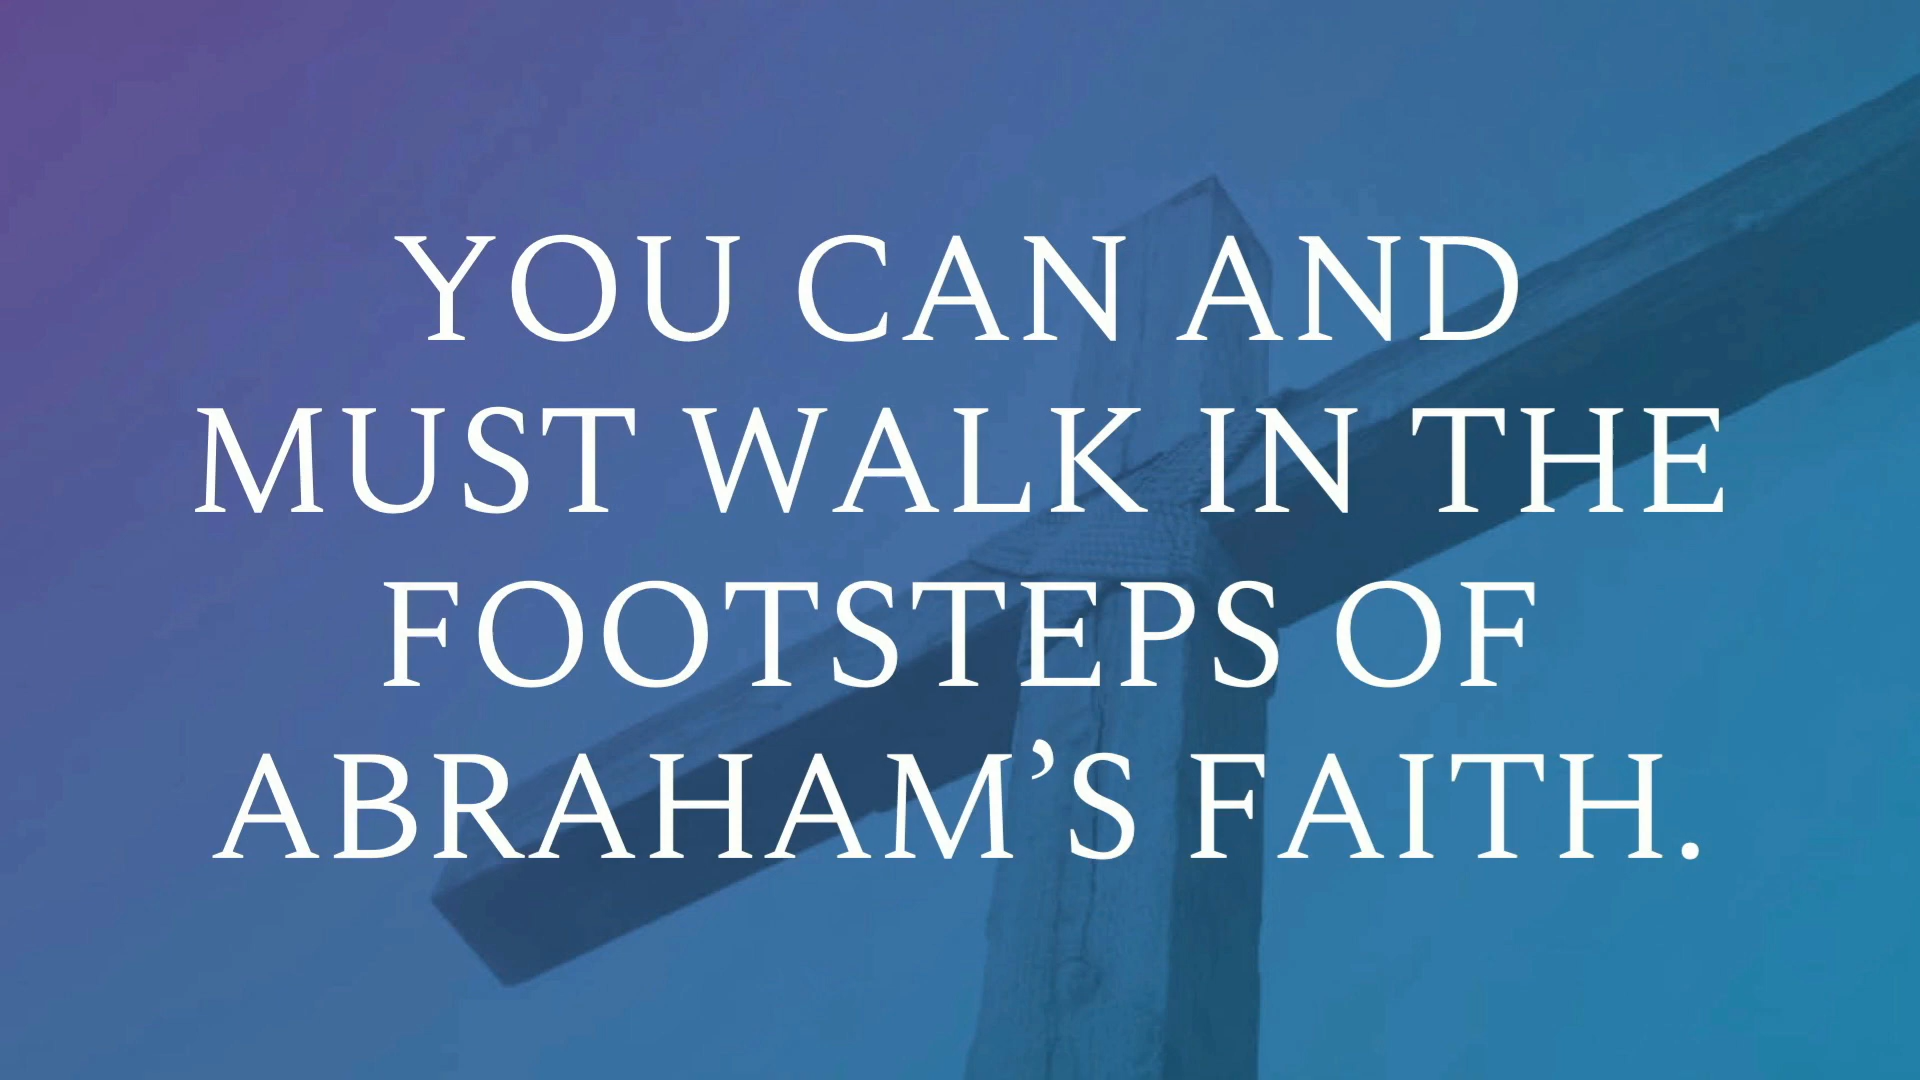 YOU CAN AND
MUST WALK IN THE
FOOTSTEPS OF
ABRAHAM’S FAITH.